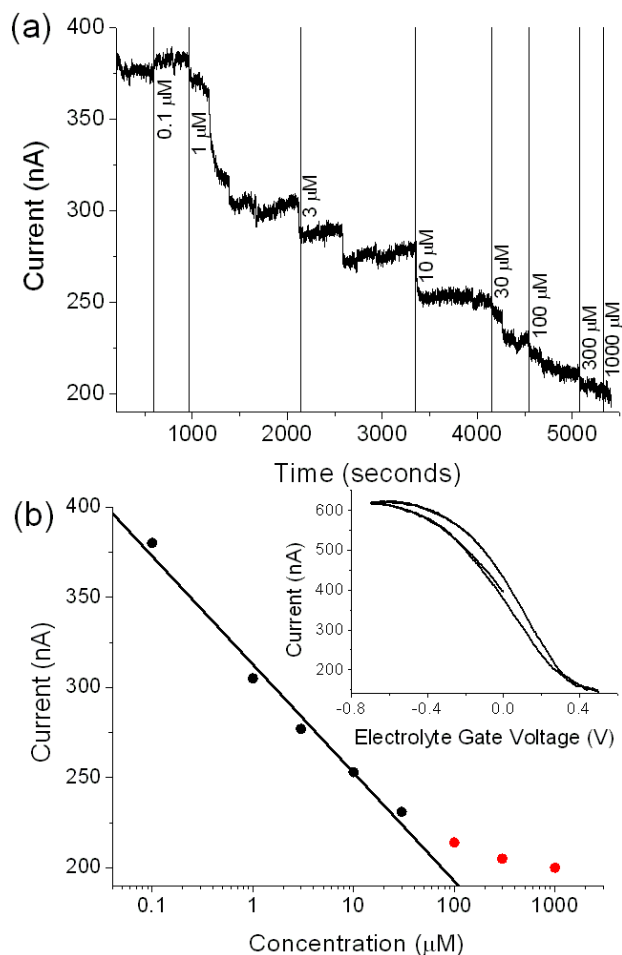 (a)
400
350
300
250
200
Current (nA)
0.1 μM
1 μM
3 μM
10 μM
30 μM
100 μM
300 μM
1000 μM
1000 2000 3000 4000 5000
Time (seconds)
(b)
400
350
300
250
200
Current (nA)
600
500
400
300
200
Current (nA)
-0.8 -0.4 0.0 0.4
Electrolyte Gate Voltage (V)
0.1 1 10 100 1000
Concentration (μM)